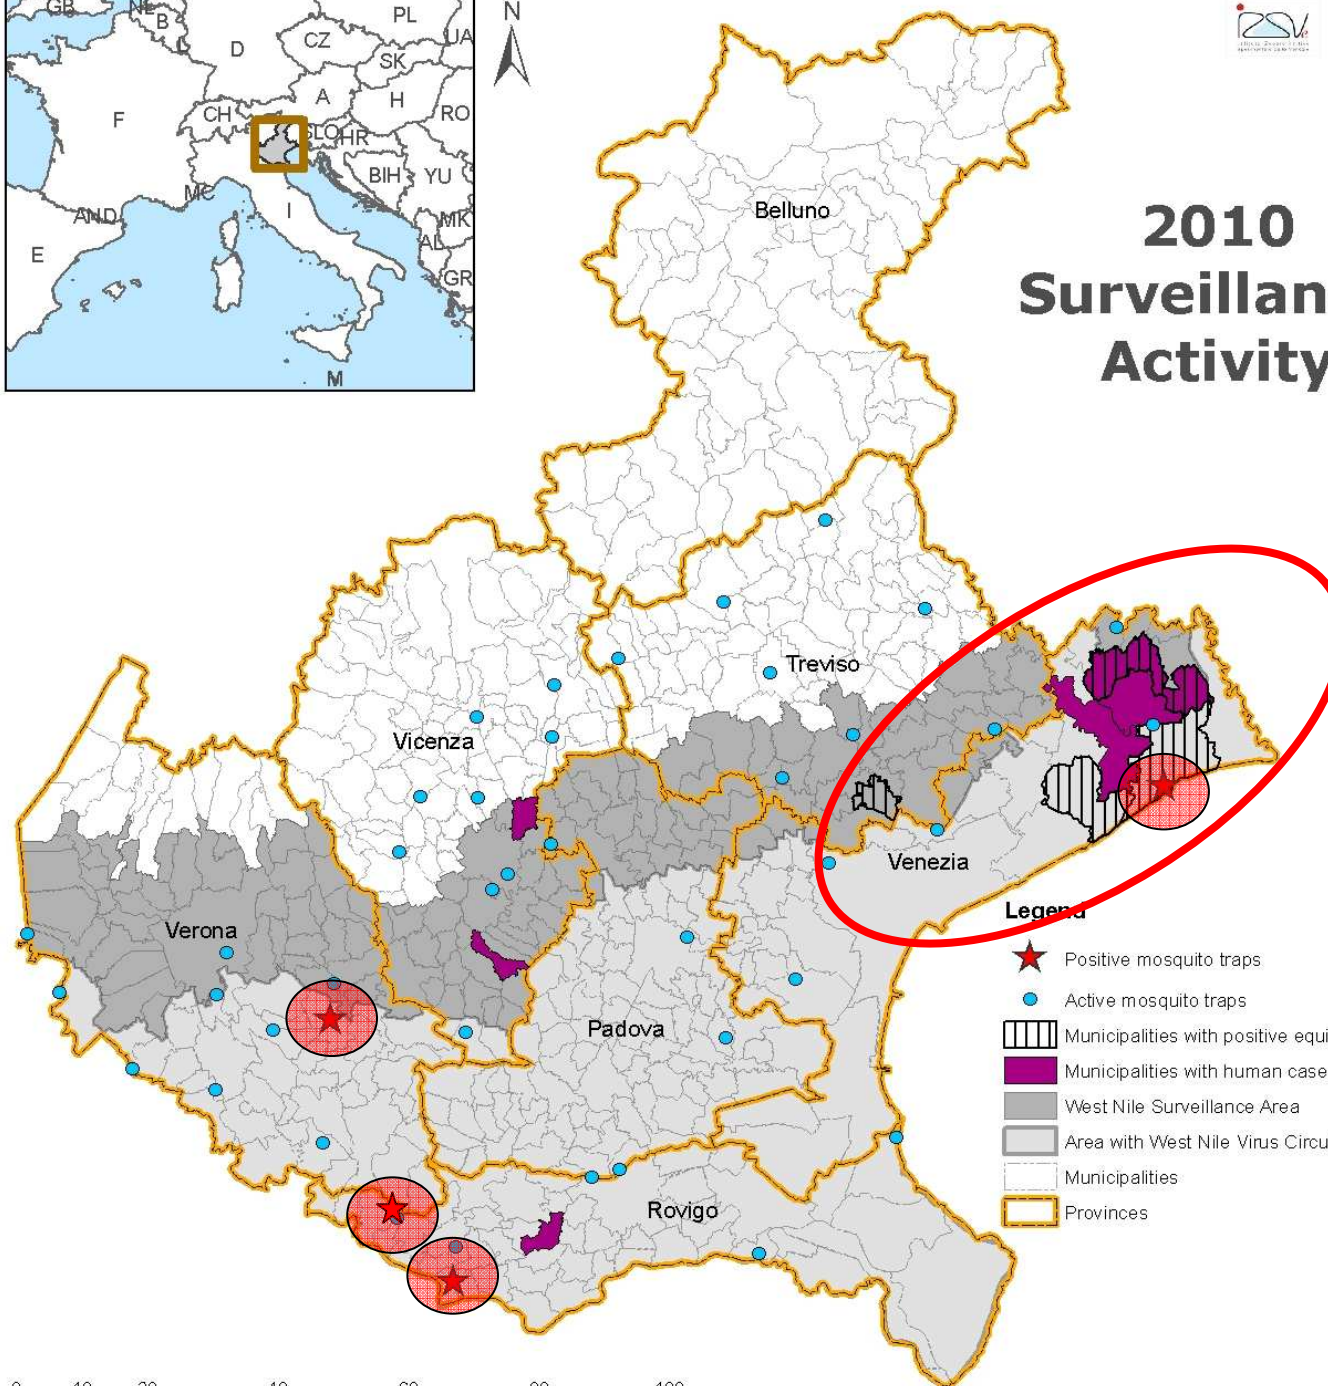 GB
NL
B
L
D
PL
CZ
UA
SK
A
H
CH
RO
F
SLO
HR
BIH
YU
MC
AND
I
MK
AL
E
GR
M
N
2010
Surveillan
Activity
Belluno
Treviso
Vicenza
Venezia
Verona
Padova
Rovigo
Legend
Positive mosquito traps
Active mosquito traps
Municipalities with positive equi
Municipalities with human case
West Nile Surveillance Area
Area with West Nile Virus Circu
Municipalities
Provinces